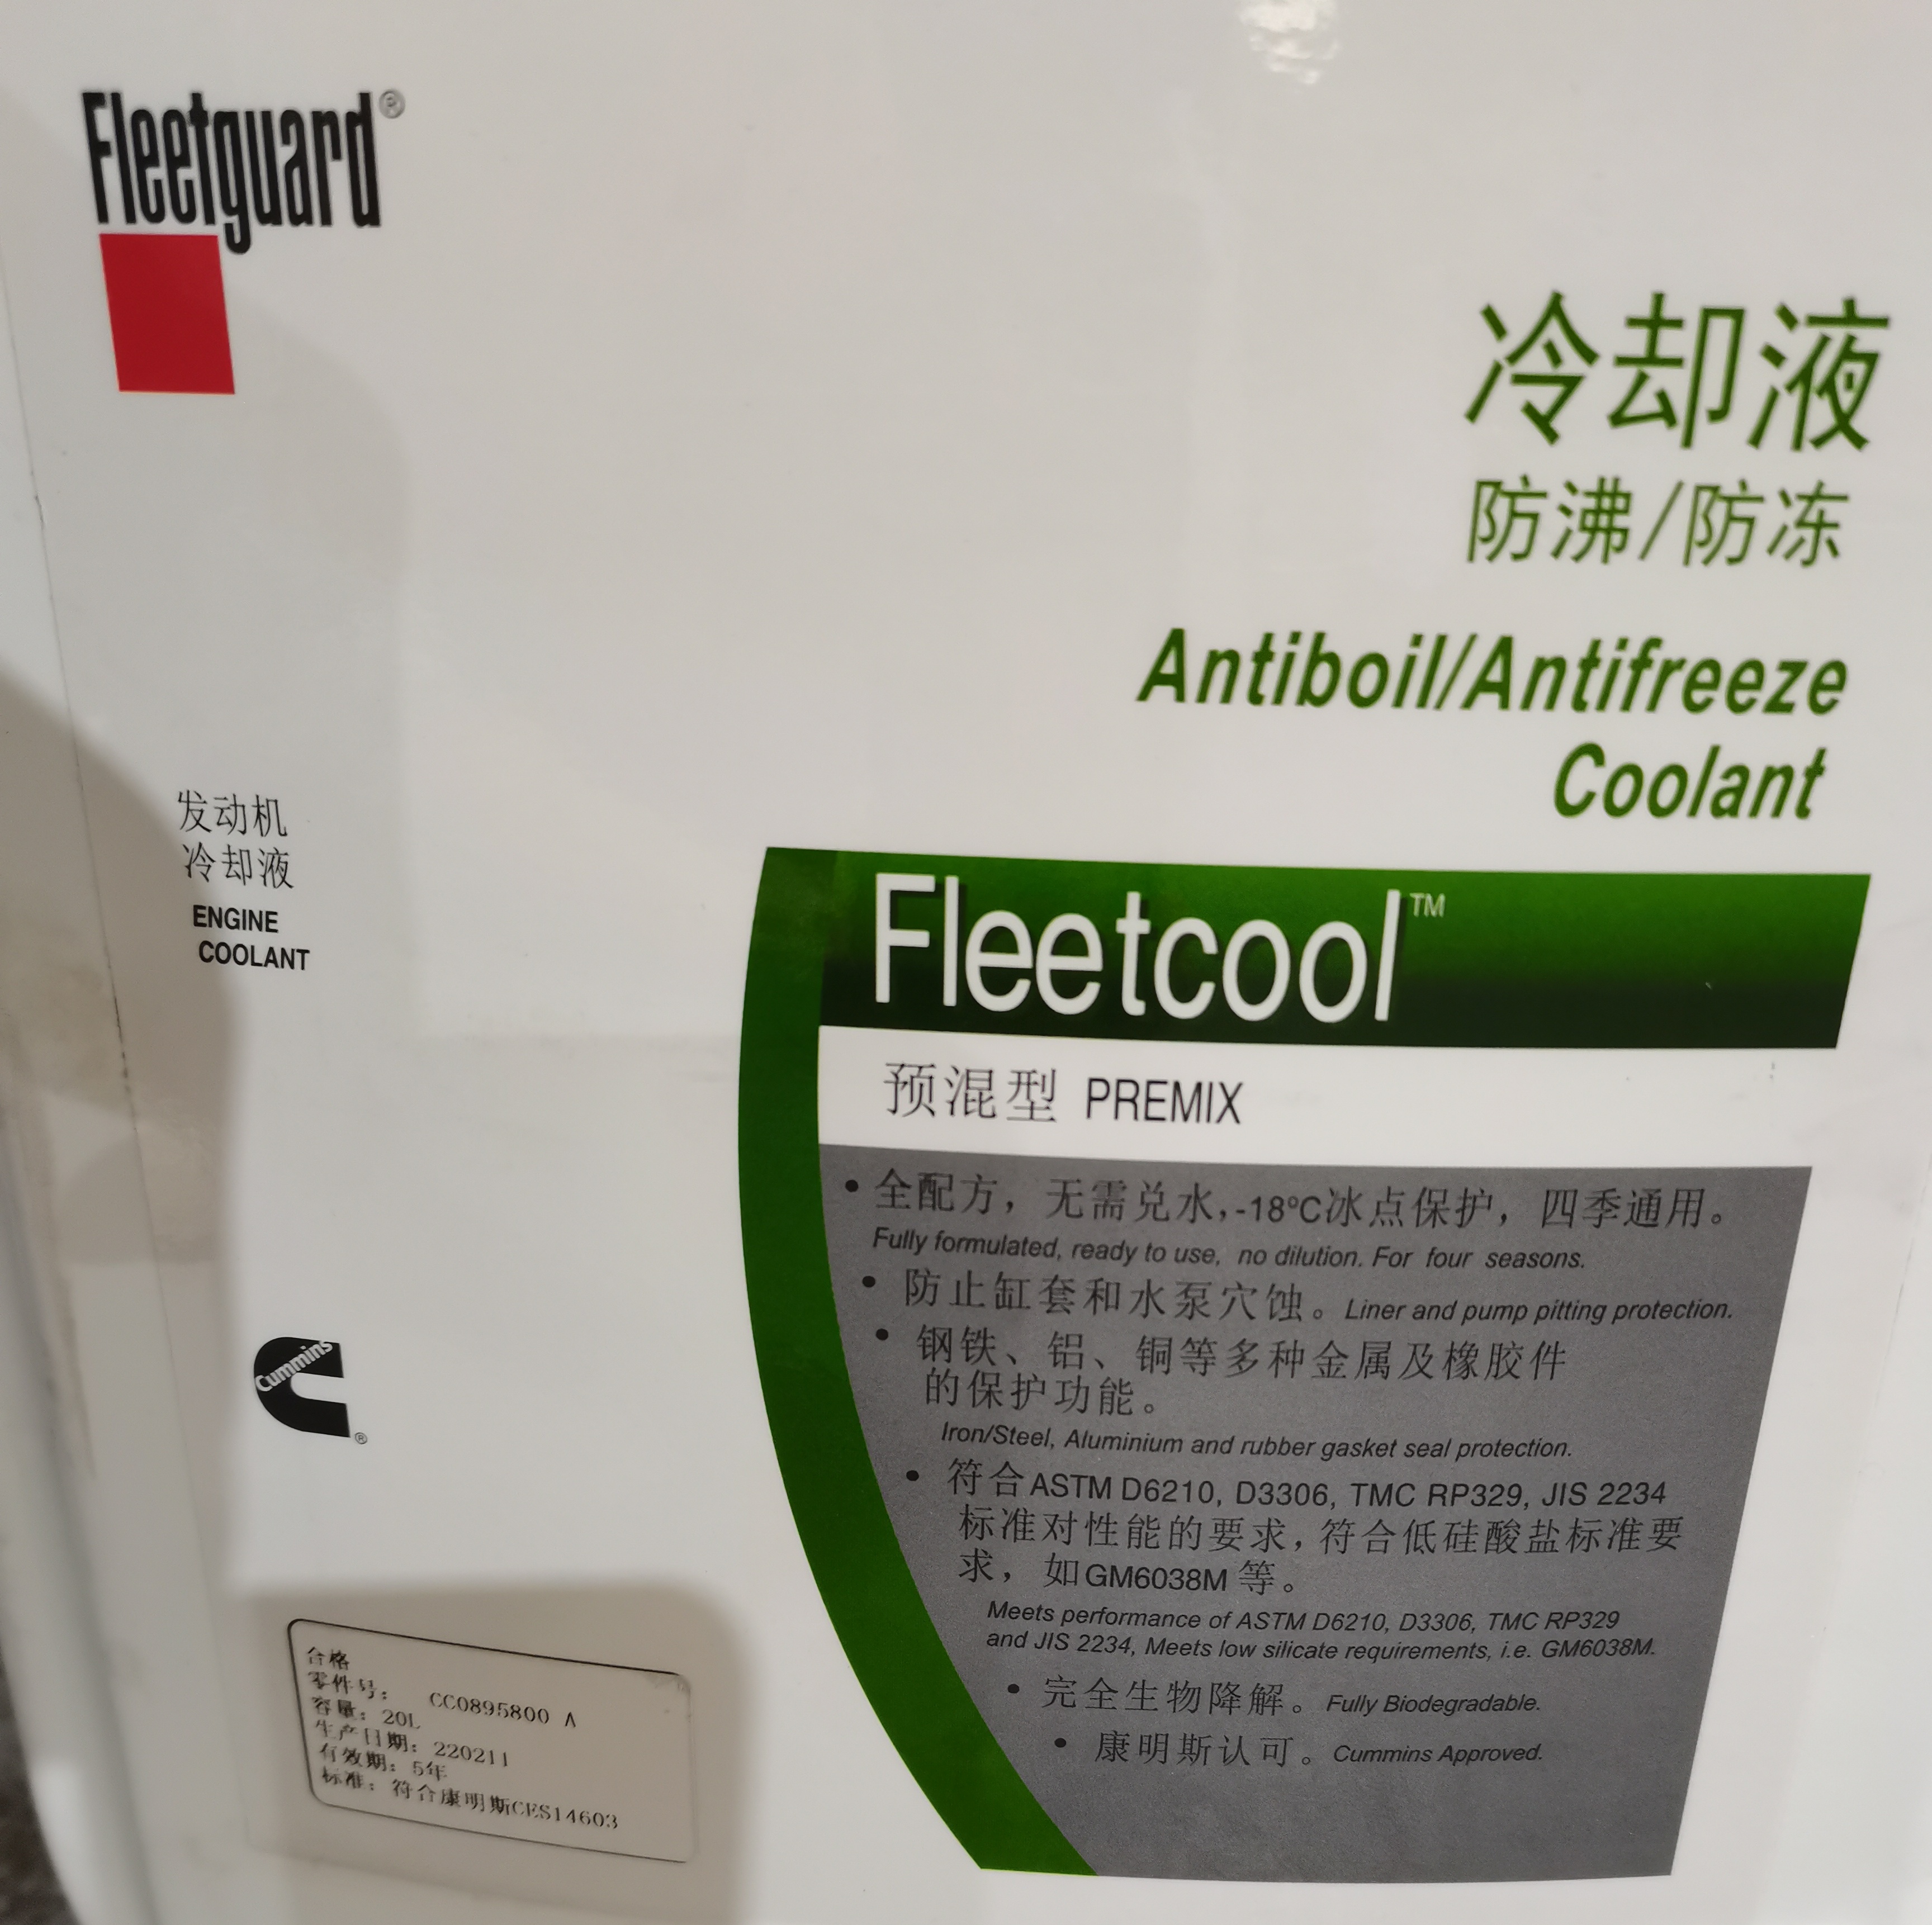 Fleetguard®
冷却液
防沸/防冻
Antiboil/Antifreeze
Coolant
发动机
冷却液
ENGINE
COOLANT
Fleetcool™
预混型 PREMIX
• 全配方，无需兑水，-18°C冰点保护，四季通用。
Fully formulated, ready to use, no dilution. For four seasons.
• 防止缸套和水泵穴蚀。Liner and pump pitting protection.
• 钢铁、铝、铜等多种金属及橡胶件
的保护功能。
Iron/Steel, Aluminium and rubber gasket seal protection.
• 符合ASTM D6210, D3306, TMC RP329, JIS 2234
标准对性能的要求，符合低硅酸盐标准要
求，如GM6038M 等。
Meets performance of ASTM D6210, D3306, TMC RP329
and JIS 2234, Meets low silicate requirements, i.e. GM6038M.
• 完全生物降解。Fully Biodegradable.
• 康明斯认可。Cummins Approved.
Cummins®
合格
零件号： CC0895800 A
容量：20L
生产日期：220211
有效期：5年
标准：符合康明斯CES14603